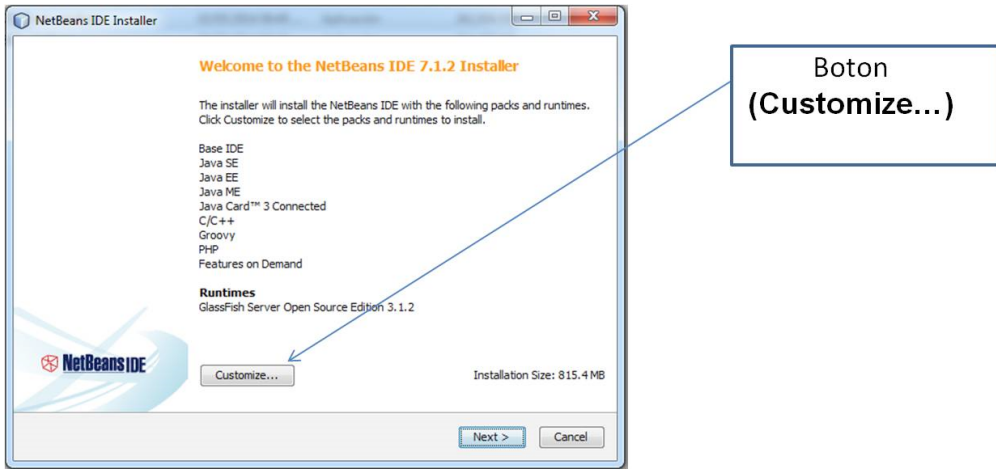 NetBeans IDE Installer
Welcome to the NetBeans IDE 7.1.2 Installer
The installer will install the NetBeans IDE with the following packs and runtimes.
Click Customize to select the packs and runtimes to install.
Base IDE
Java SE
Java EE
Java ME
Java Card™ 3 Connected
C/C++
Groovy
PHP
Features on Demand
Runtimes
GlassFish Server Open Source Edition 3.1.2
NetBeans IDE
Customize...
Installation Size: 815.4 MB
Next >
Cancel
Boton
(Customize...)